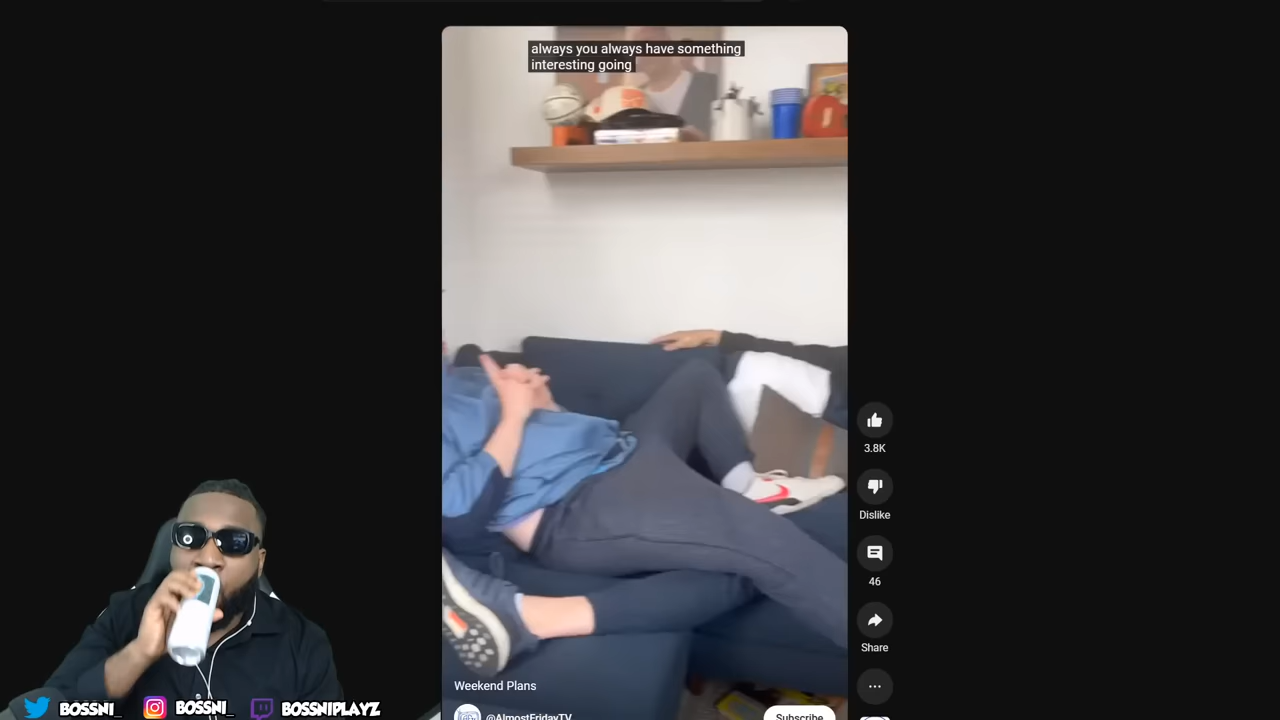 always you always have something
interesting going
3.8K
Dislike
46
Share
Weekend Plans
@AlmostFridayTV
Subscribe
BOSSNI_
BOSSNI_
BOSSNIPLAYZ